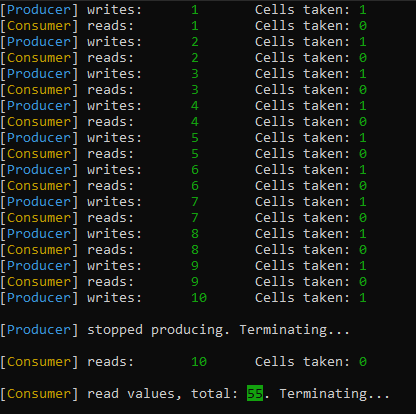 [Producer] writes: 1 Cells taken: 1
[Consumer] reads: 1 Cells taken: 0
[Producer] writes: 2 Cells taken: 1
[Consumer] reads: 2 Cells taken: 0
[Producer] writes: 3 Cells taken: 1
[Consumer] reads: 3 Cells taken: 0
[Producer] writes: 4 Cells taken: 1
[Consumer] reads: 4 Cells taken: 0
[Producer] writes: 5 Cells taken: 1
[Consumer] reads: 5 Cells taken: 0
[Producer] writes: 6 Cells taken: 1
[Consumer] reads: 6 Cells taken: 0
[Producer] writes: 7 Cells taken: 1
[Consumer] reads: 7 Cells taken: 0
[Producer] writes: 8 Cells taken: 1
[Consumer] reads: 8 Cells taken: 0
[Producer] writes: 9 Cells taken: 1
[Consumer] reads: 9 Cells taken: 0
[Producer] writes: 10 Cells taken: 1
[Producer] stopped producing. Terminating...
[Consumer] reads: 10 Cells taken: 0
[Consumer] read values, total: 55. Terminating...